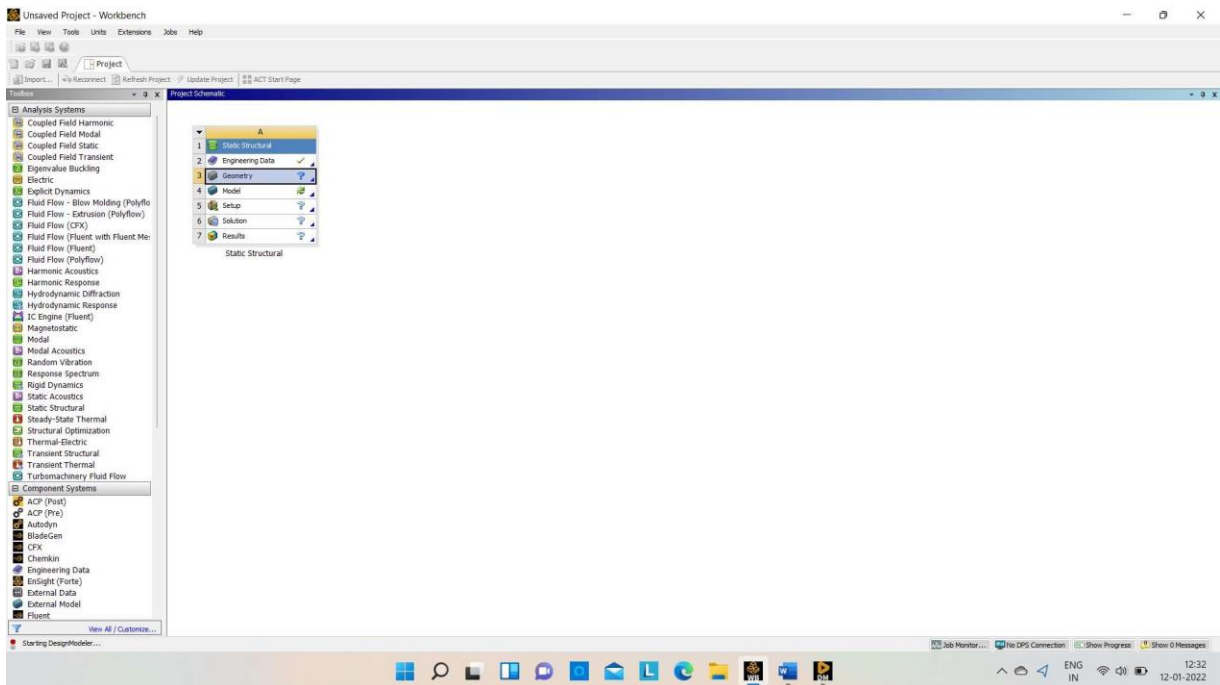 Unsaved Project - Workbench
File View Tools Units Extensions Jobs Help
Project
Import... Reconnect Refresh Project Update Project ACT Start Page
Toolbox
Project Schematic
Analysis Systems
Coupled Field Harmonic
Coupled Field Modal
Coupled Field Static
Coupled Field Transient
Eigenvalue Buckling
Electric
Explicit Dynamics
Fluid Flow - Blow Molding (Polyflo
Fluid Flow - Extrusion (Polyflow)
Fluid Flow (CFX)
Fluid Flow (Fluent with Fluent Me:
Fluid Flow (Fluent)
Fluid Flow (Polyflow)
Harmonic Acoustics
Harmonic Response
Hydrodynamic Diffraction
Hydrodynamic Response
IC Engine (Fluent)
Magnetostatic
Modal
Modal Acoustics
Random Vibration
Response Spectrum
Rigid Dynamics
Static Acoustics
Static Structural
Steady-State Thermal
Structural Optimization
Thermal-Electric
Transient Structural
Transient Thermal
Turbomachinery Fluid Flow
Component Systems
ACP (Post)
ACP (Pre)
Autodyn
BladeGen
CFX
Chemkin
Engineering Data
EnSight (Forte)
External Data
External Model
Fluent
View All / Customize...
A
1 Static Structural
2 Engineering Data
3 Geometry ?
4 Model
5 Setup ?
6 Solution ?
7 Results ?
Static Structural
Starting DesignModeler...
Job Monitor... No DPS Connection Show Progress Show 0 Messages
L WB W DM
ENG
IN
12:32
12-01-2022